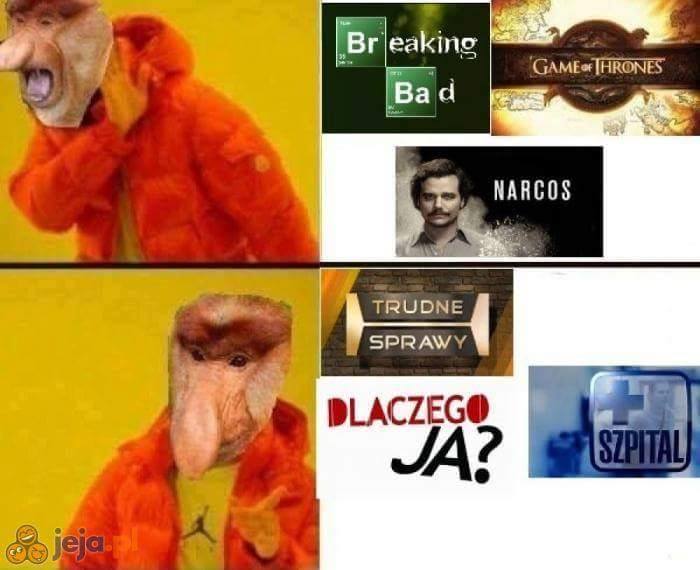 Breaking
Bad
GAME OF THRONES
NARCOS
TRUDNE
SPRAWY
DLACZEGO
JA?
SZPITAL
jeja.pl